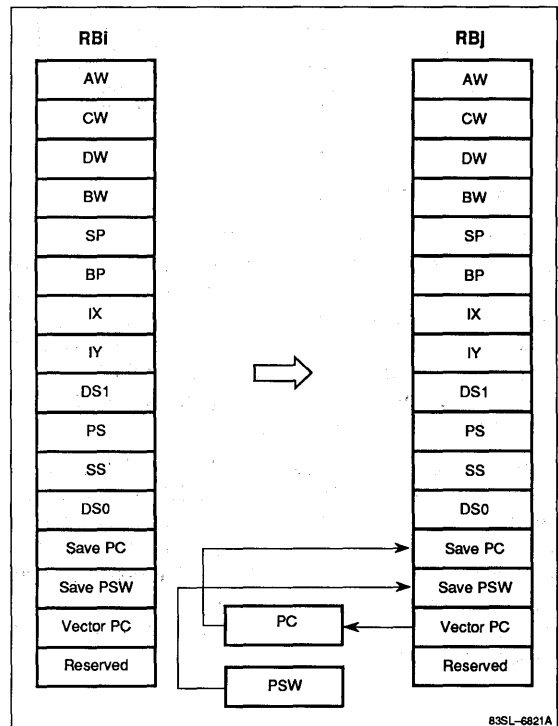 RBi
RBj
AW
AW
CW
CW
DW
DW
BW
BW
SP
SP
BP
BP
IX
IX
IY
IY
DS1
DS1
PS
PS
SS
SS
DS0
DS0
Save PC
Save PC
Save PSW
Save PSW
Vector PC
PC
Vector PC
Reserved
PSW
Reserved
83SL–6821A